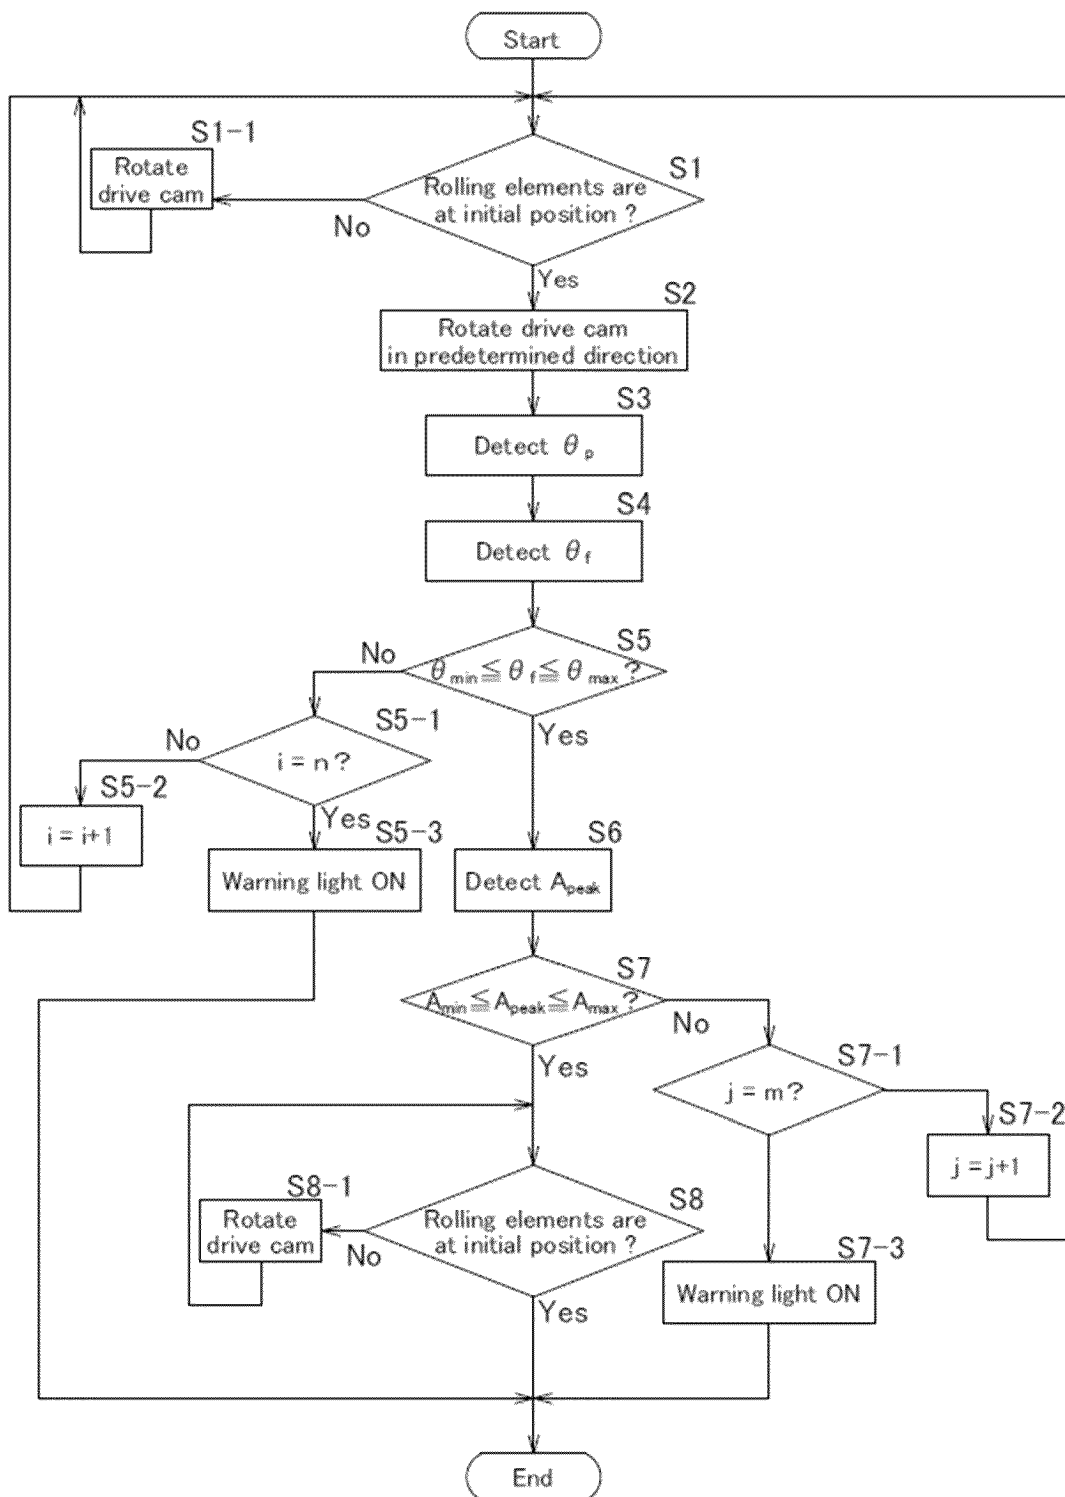 Start
S1-1
Rotate
drive cam
S1
Rolling elements are
at initial position ?
No
Yes
S2
Rotate drive cam
in predetermined direction
S3
Detect θp
S4
Detect θf
S5
No
θmin≦θf≦θmax?
S5-1
Yes
No
i = n?
S5-2
Yes
i = i+1
S5-3
S6
Warning light ON
Detect Apeak
S7
Amin≦Apeak≦Amax?
No
Yes
S7-1
j = m?
S7-2
j = j+1
S8-1
S8
Rotate
drive cam
Rolling elements are
at initial position ?
No
S7-3
Warning light ON
Yes
End